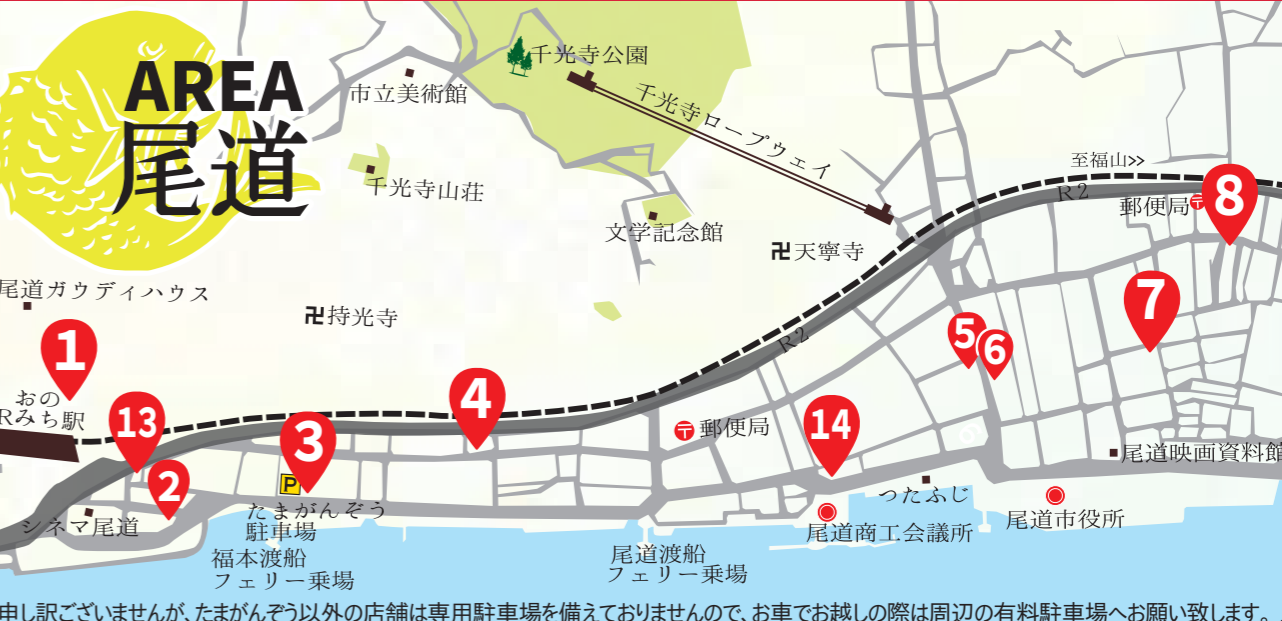 AREA
尾道
千光寺公園
市立美術館
千光寺ロープウェイ
千光寺山荘
至福山>>
R2
郵便局
〒
8
文学記念館
卍天寧寺
尾道ガウディハウス
卍持光寺
7
1
R2
5
6
おの
Rみち駅
13
3
4
〒郵便局
14
2
P
尾道映画資料館
たまがんぞう
駐車場
つたふじ
シネマ尾道
尾道商工会議所
尾道市役所
福本渡船
フェリー乗場
尾道渡船
フェリー乗場
申し訳ございませんが、たまがんぞう以外の店舗は専用駐車場を備えておりませんので、お車でお越しの際は周辺の有料駐車場へお願い致します。